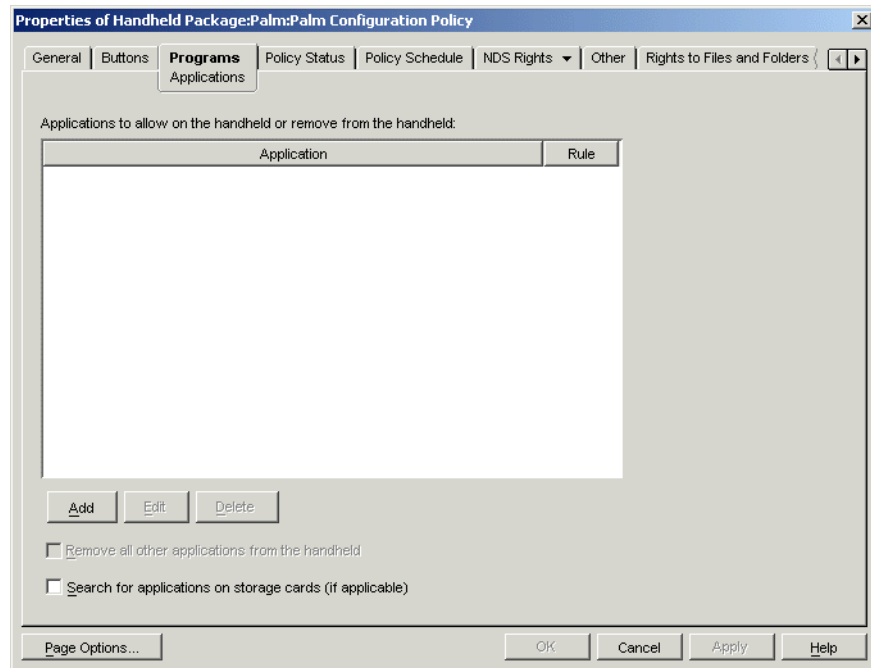 Properties of Handheld Package:Palm:Palm Configuration Policy
General Buttons Programs Policy Status Policy Schedule NDS Rights Other Rights to Files and Folders
Applications
Applications to allow on the handheld or remove from the handheld:
Application Rule
Add Edit Delete
Remove all other applications from the handheld
Search for applications on storage cards (if applicable)
Page Options... OK Cancel Apply Help